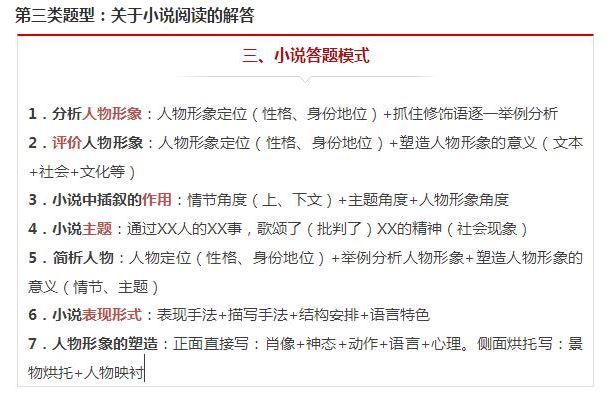 第三类题型：关于小说阅读的解答
三、小说答题模式
1．分析人物形象：人物形象定位（性格、身份地位）+抓住修饰语逐一举例分析
2．评价人物形象：人物形象定位（性格、身份地位）+塑造人物形象的意义（文本
+社会+文化等）
3．小说中插叙的作用：情节角度（上、下文）+主题角度+人物形象角度
4．小说主题：通过XX人的XX事，歌颂了（批判了）XX的精神（社会现象）
5．简析人物：人物定位（性格、身份地位）+举例分析人物形象+塑造人物形象的
意义（情节、主题）
6．小说表现形式：表现手法+描写手法+结构安排+语言特色
7．人物形象的塑造：正面直接写：肖像+神态+动作+语言+心理。侧面烘托写：景
物烘托+人物映衬